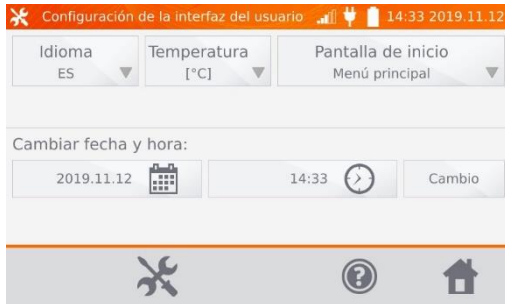 Configuración de la interfaz del usuario 14:33 2019.11.12
Idioma
ES
Temperatura
[°C]
Pantalla de inicio
Menú principal
Cambiar fecha y hora:
2019.11.12 14:33 Cambio